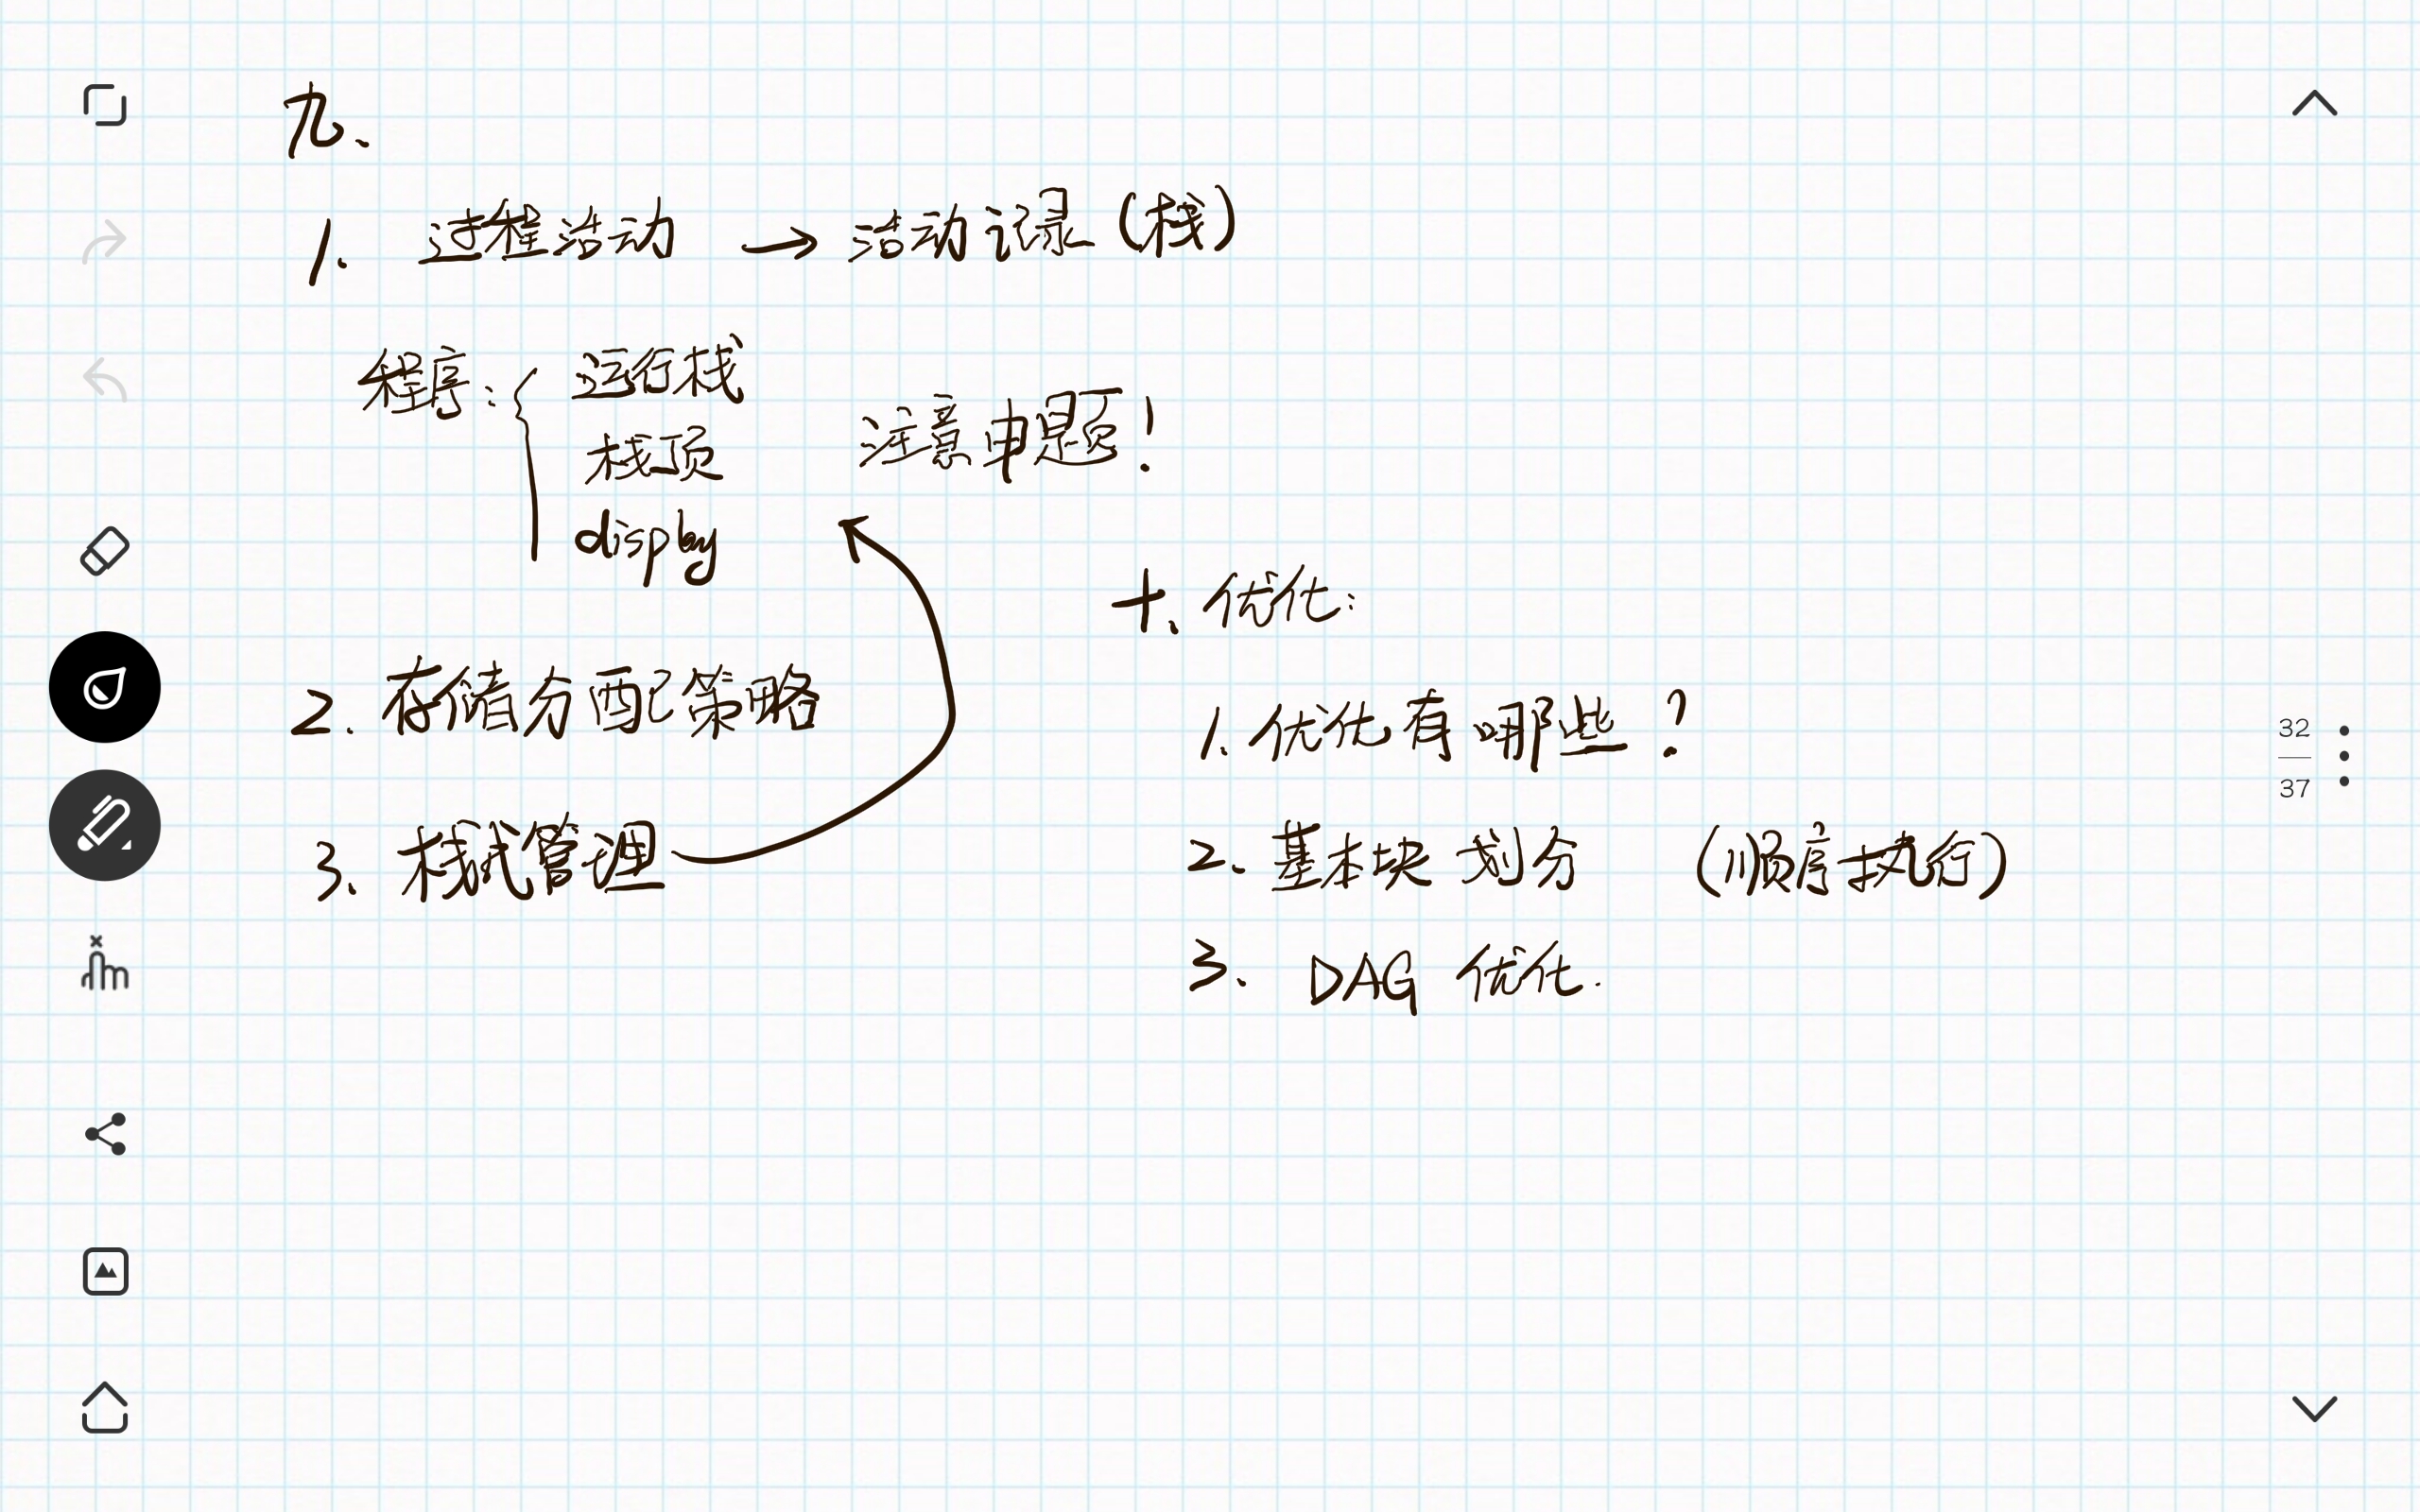 九、
1. 过程活动 → 活动记录 (栈)
程序: { 运行栈
栈顶
display
注意审题!
2. 存储分配策略
3、栈式管理
十、优化:
1. 优化有哪些?
2. 基本块 划分 (顺序执行)
3. DAG 优化.
32
37